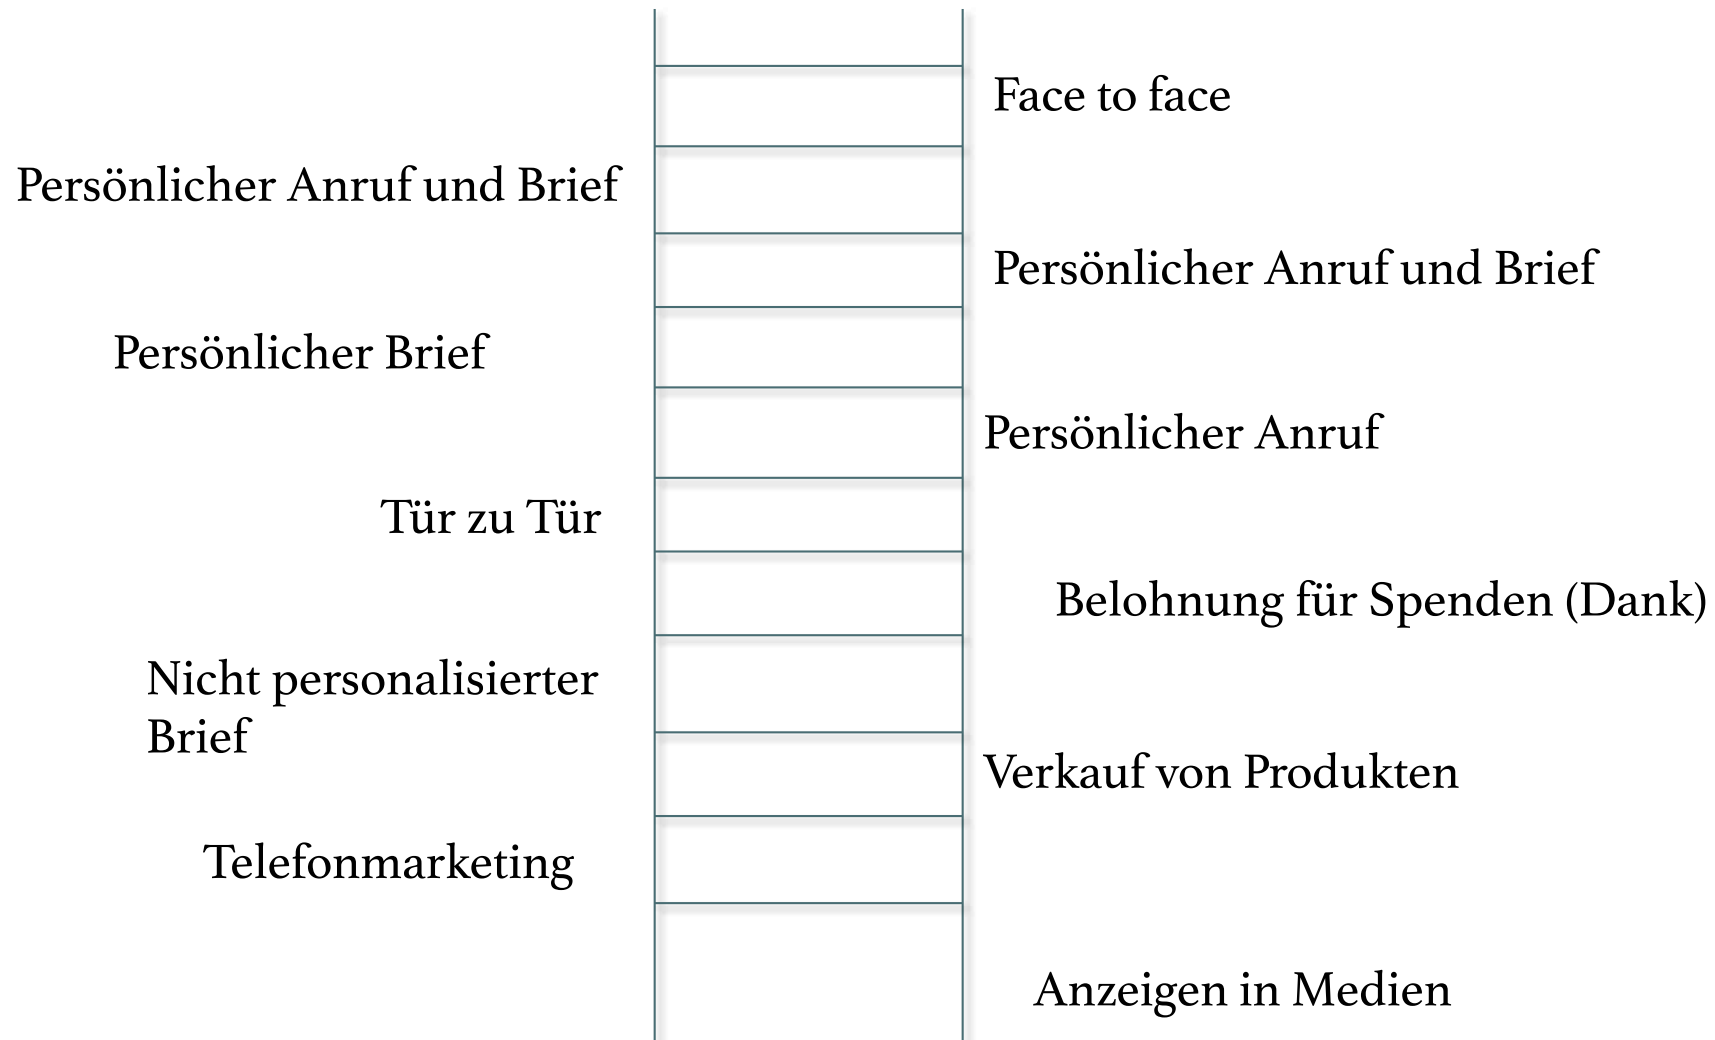 Face to face
Persönlicher Anruf und Brief
Persönlicher Anruf und Brief
Persönlicher Brief
Persönlicher Anruf
Tür zu Tür
Belohnung für Spenden (Dank)
Nicht personalisierter
Brief
Verkauf von Produkten
Telefonmarketing
Anzeigen in Medien